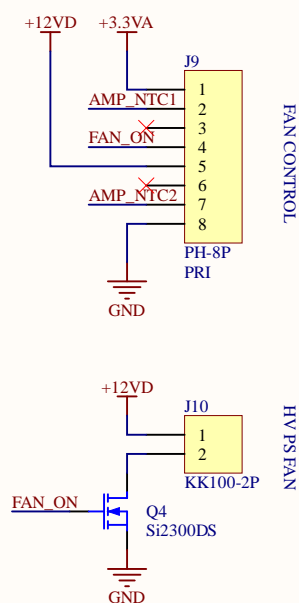 +12VD
+3.3VA
J9
1
AMP_NTC1
2
3
FAN_ON
4
5
6
AMP_NTC2
7
8
PH-8P
PRI
GND
FAN CONTROL
+12VD
J10
1
2
KK100-2P
HV PS FAN
FAN_ON
Q4
Si2300DS
GND